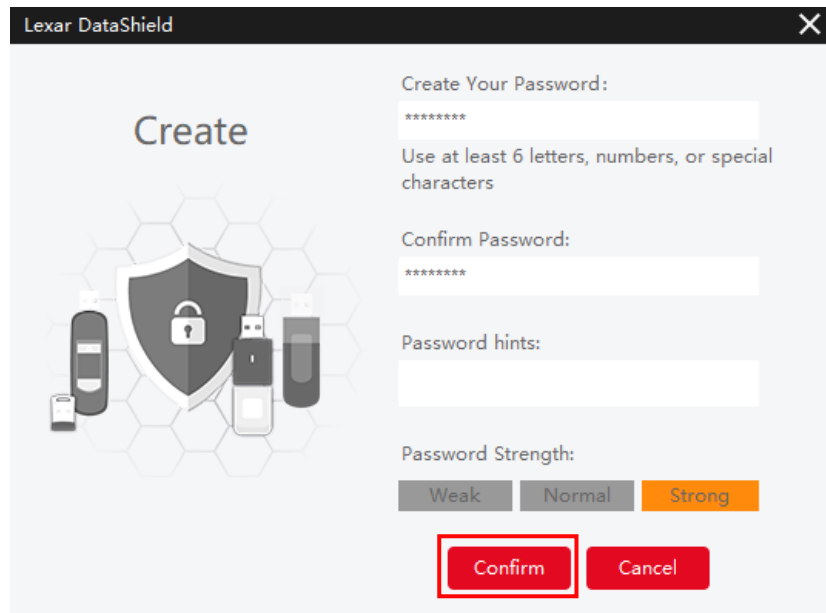 Lexar DataShield
Create
Create Your Password:
********
Use at least 6 letters, numbers, or special
characters
Confirm Password:
********
Password hints:
Password Strength:
Weak Normal Strong
Confirm Cancel